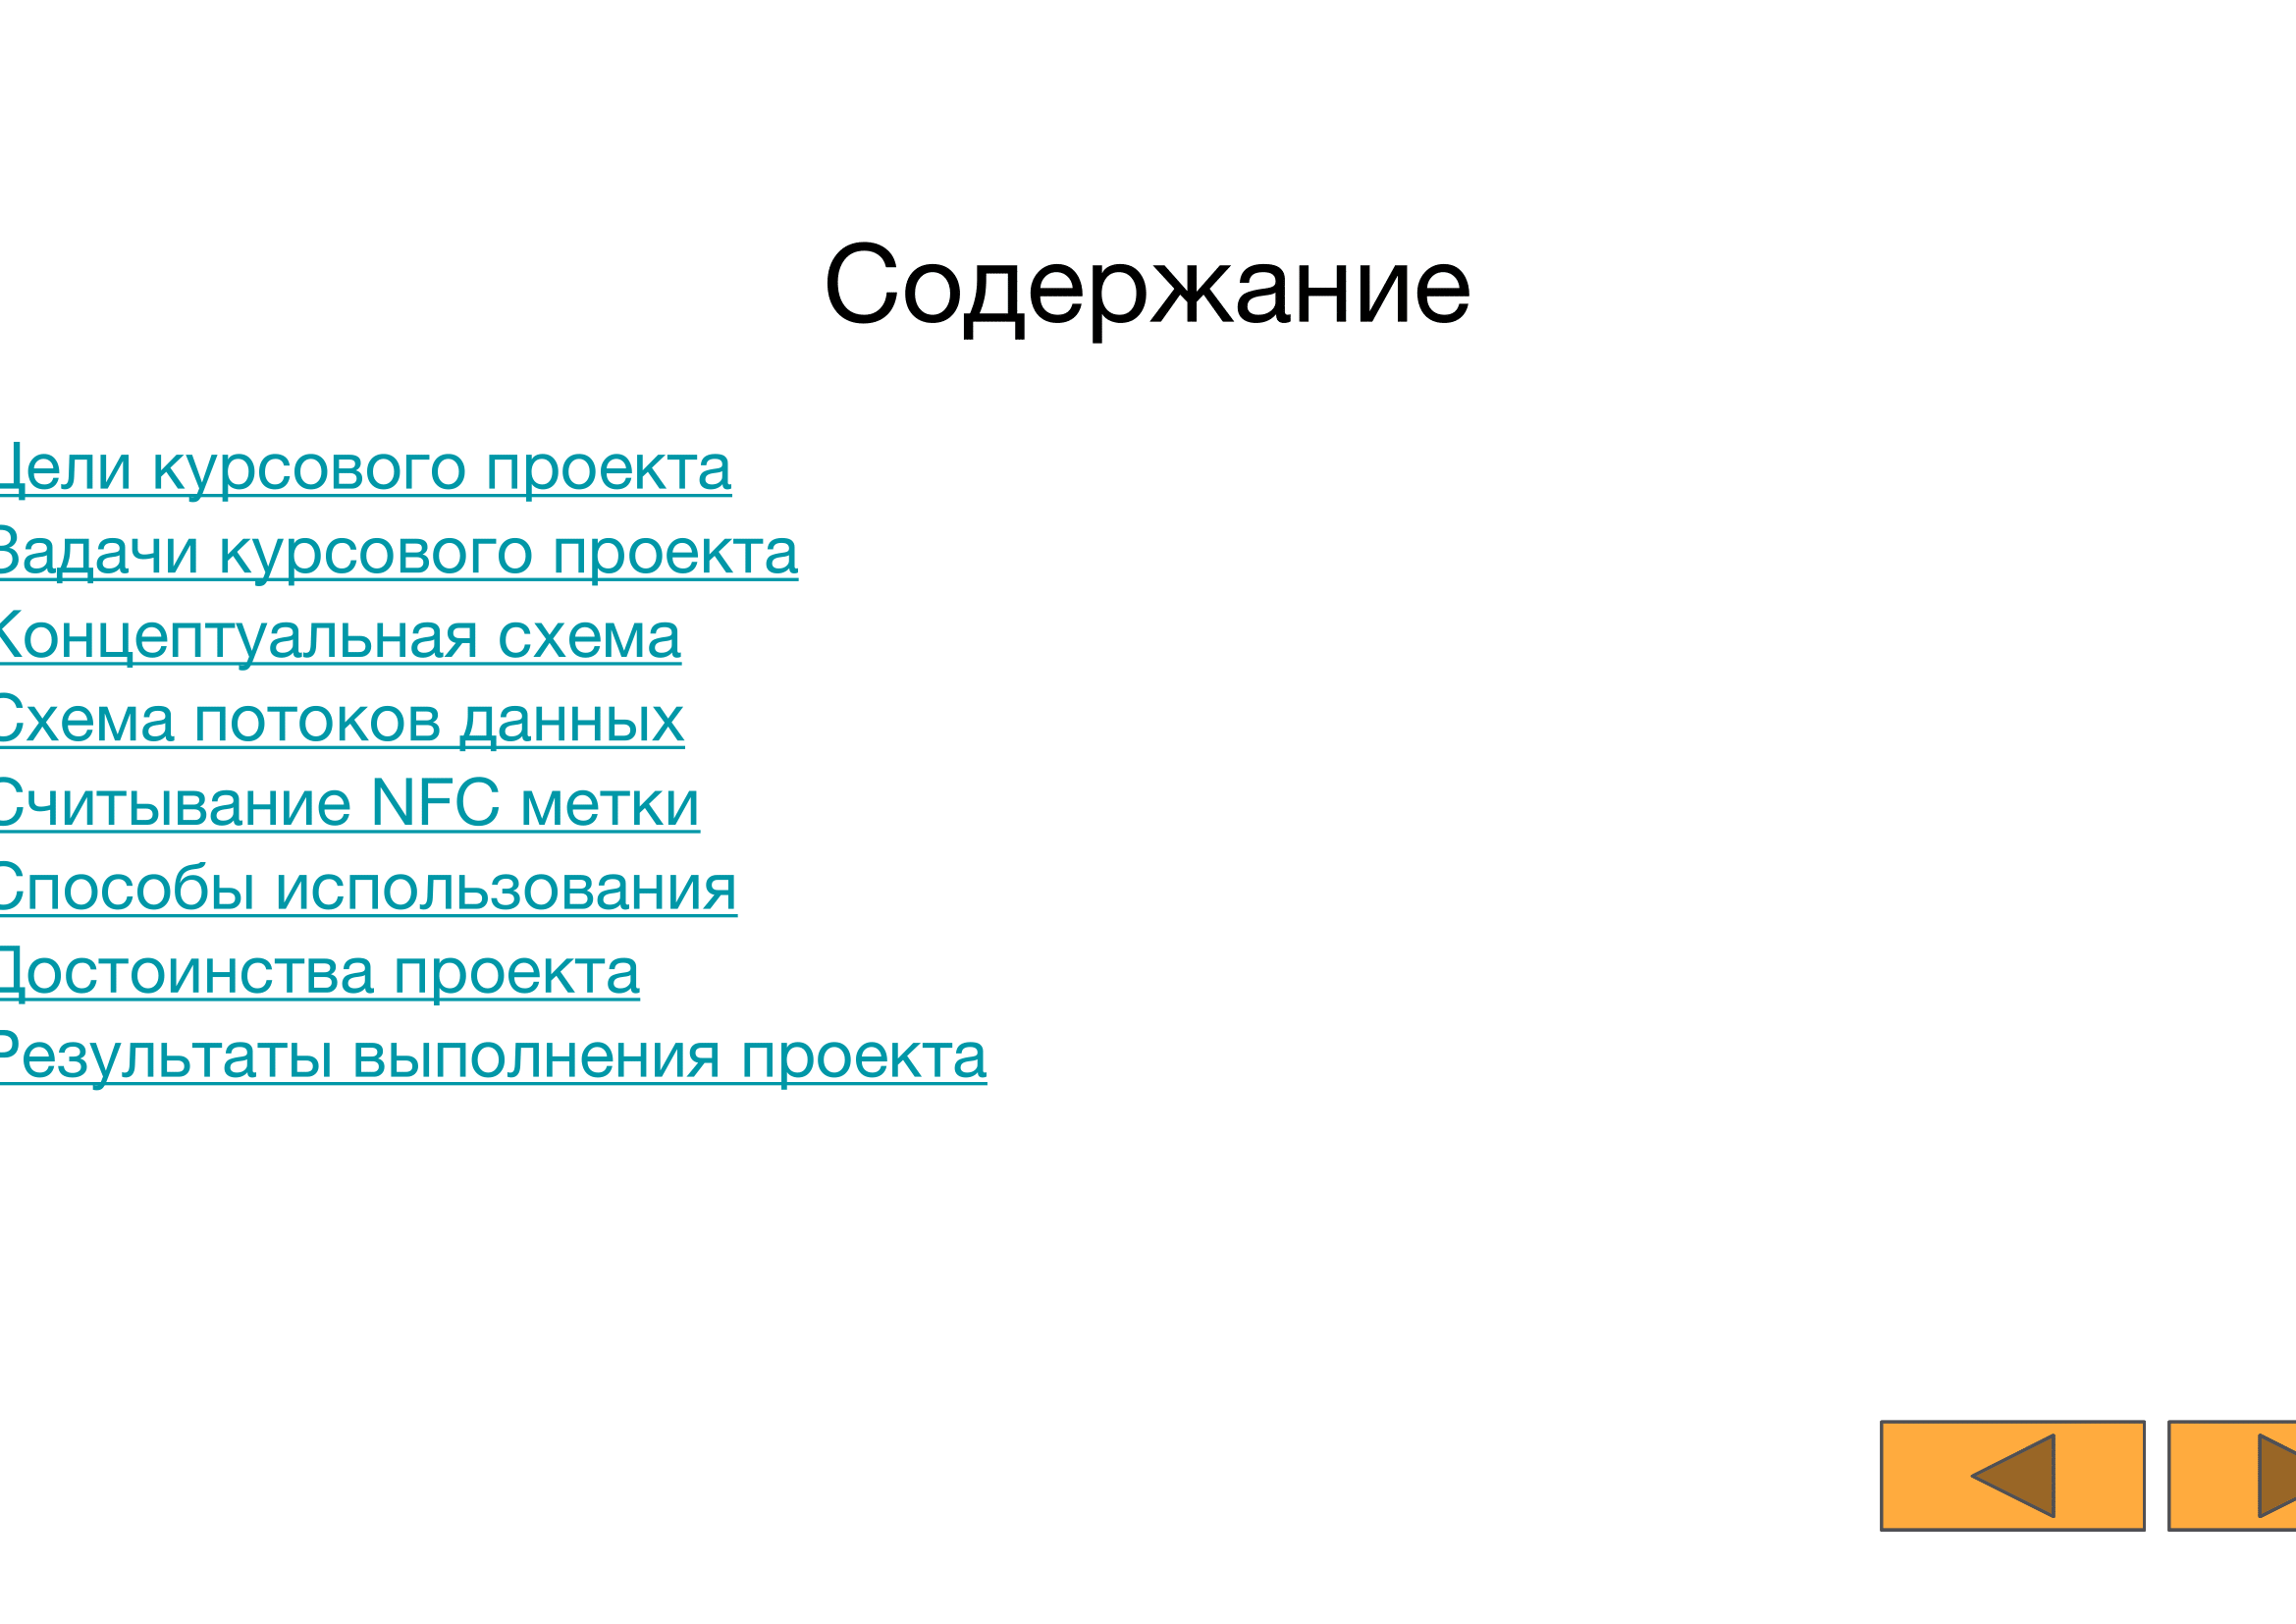 Содержание
Цели курсового проекта
Задачи курсового проекта
Концептуальная схема
Схема потоков данных
Считывание NFC метки
Способы использования
Достоинства проекта
Результаты выполнения проекта